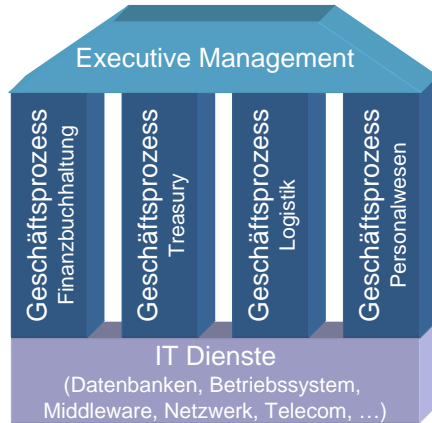 Executive Management
Geschäftsprozess
Finanzbuchhaltung
Geschäftsprozess
Treasury
Geschäftsprozess
Logistik
Geschäftsprozess
Personalwesen
IT Dienste
(Datenbanken, Betriebssystem,
Middleware, Netzwerk, Telecom, …)